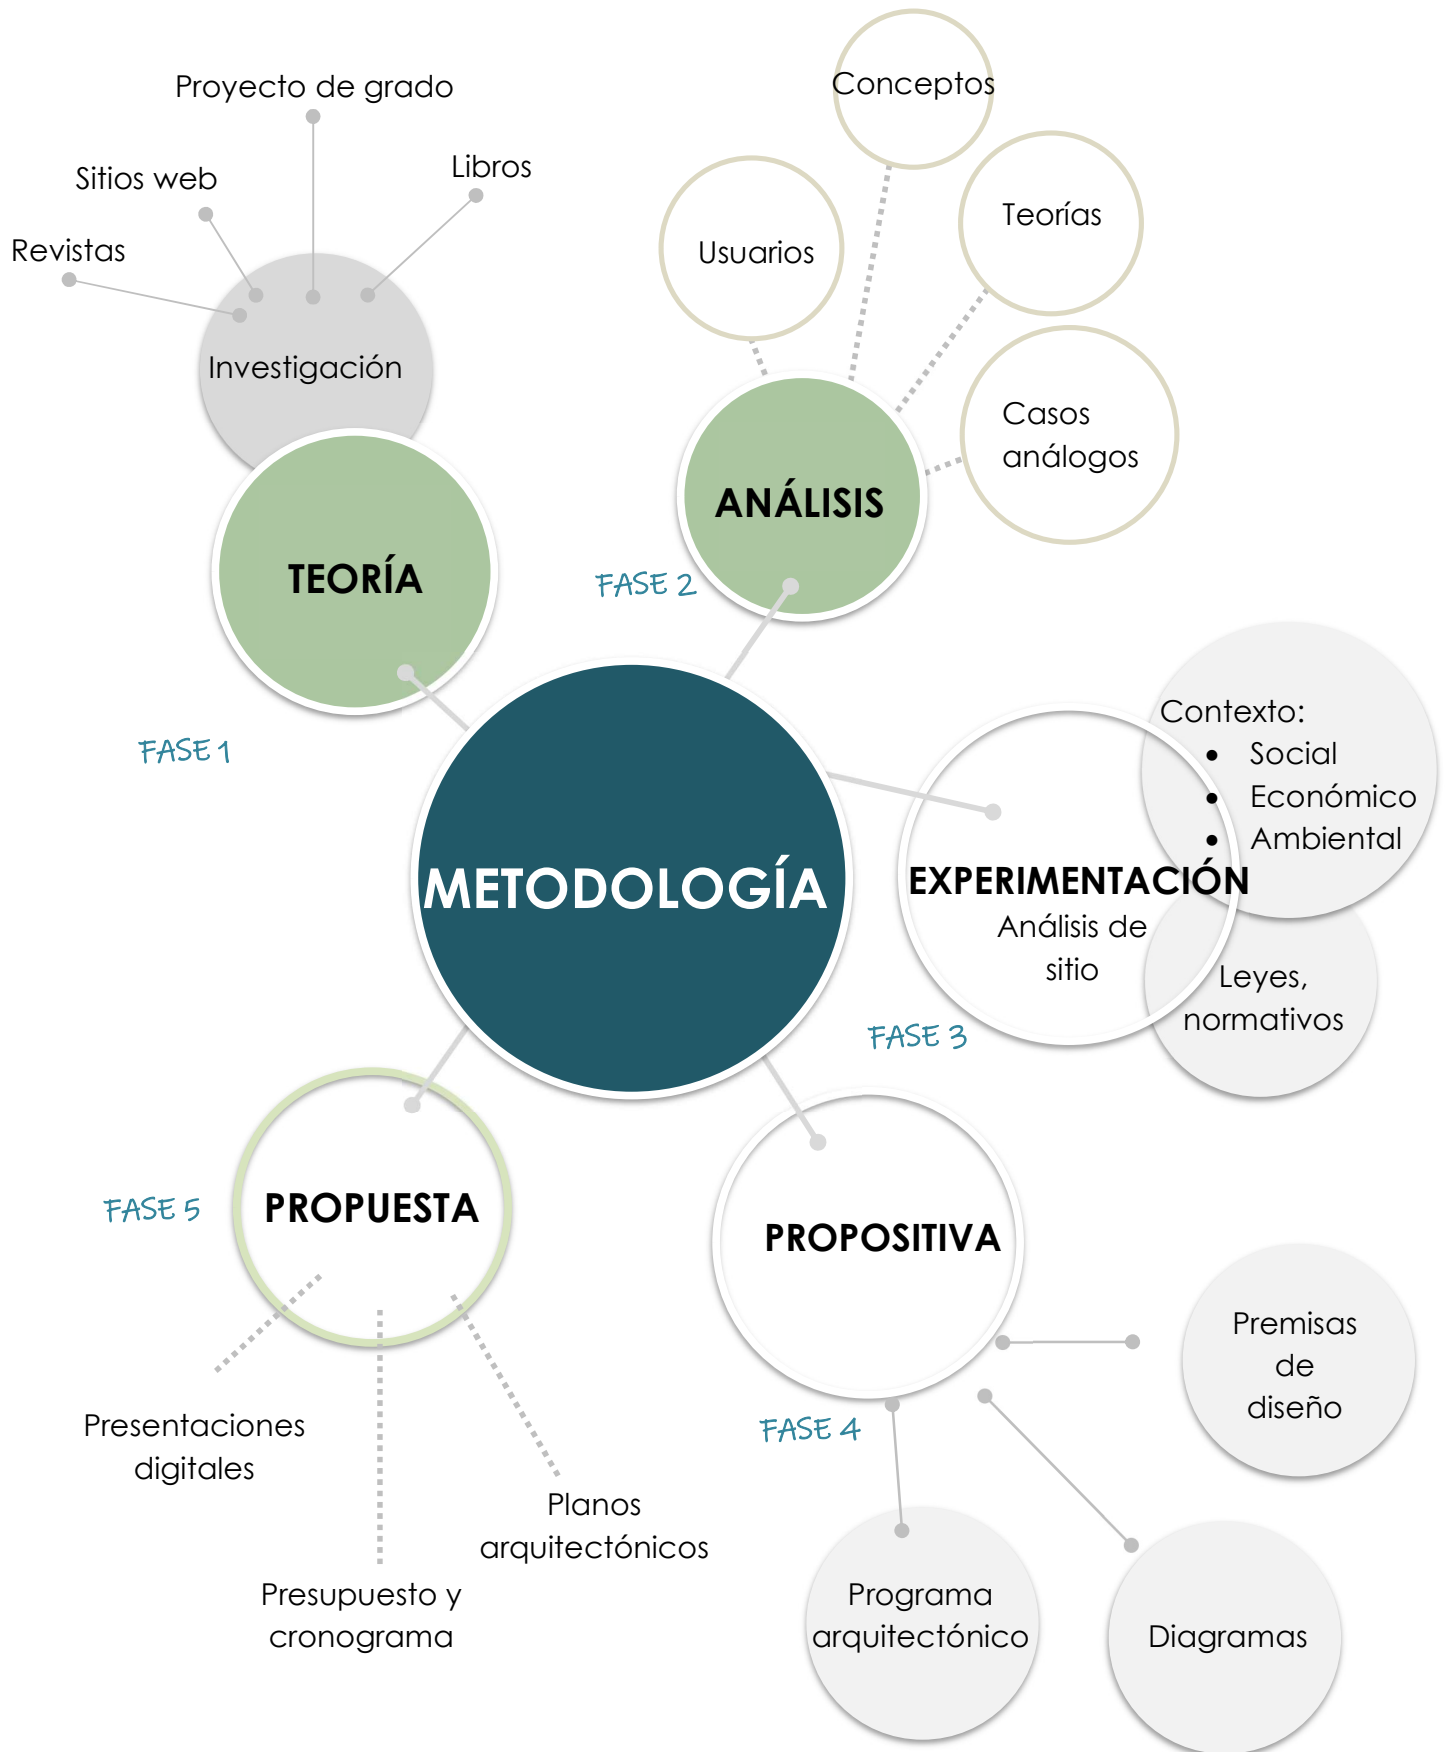 Proyecto de grado
Sitios web
Libros
Revistas
Investigación
TEORÍA
FASE 1
Conceptos
Teorías
Usuarios
Casos
análogos
ANÁLISIS
FASE 2
METODOLOGÍA
Contexto:
• Social
• Económico
• Ambiental
EXPERIMENTACIÓN
Análisis de
sitio
Leyes,
normativos
FASE 3
PROPOSITIVA
FASE 4
Premisas
de
diseño
Programa
arquitectónico
Diagramas
PROPUESTA
FASE 5
Presentaciones
digitales
Planos
arquitectónicos
Presupuesto y
cronograma